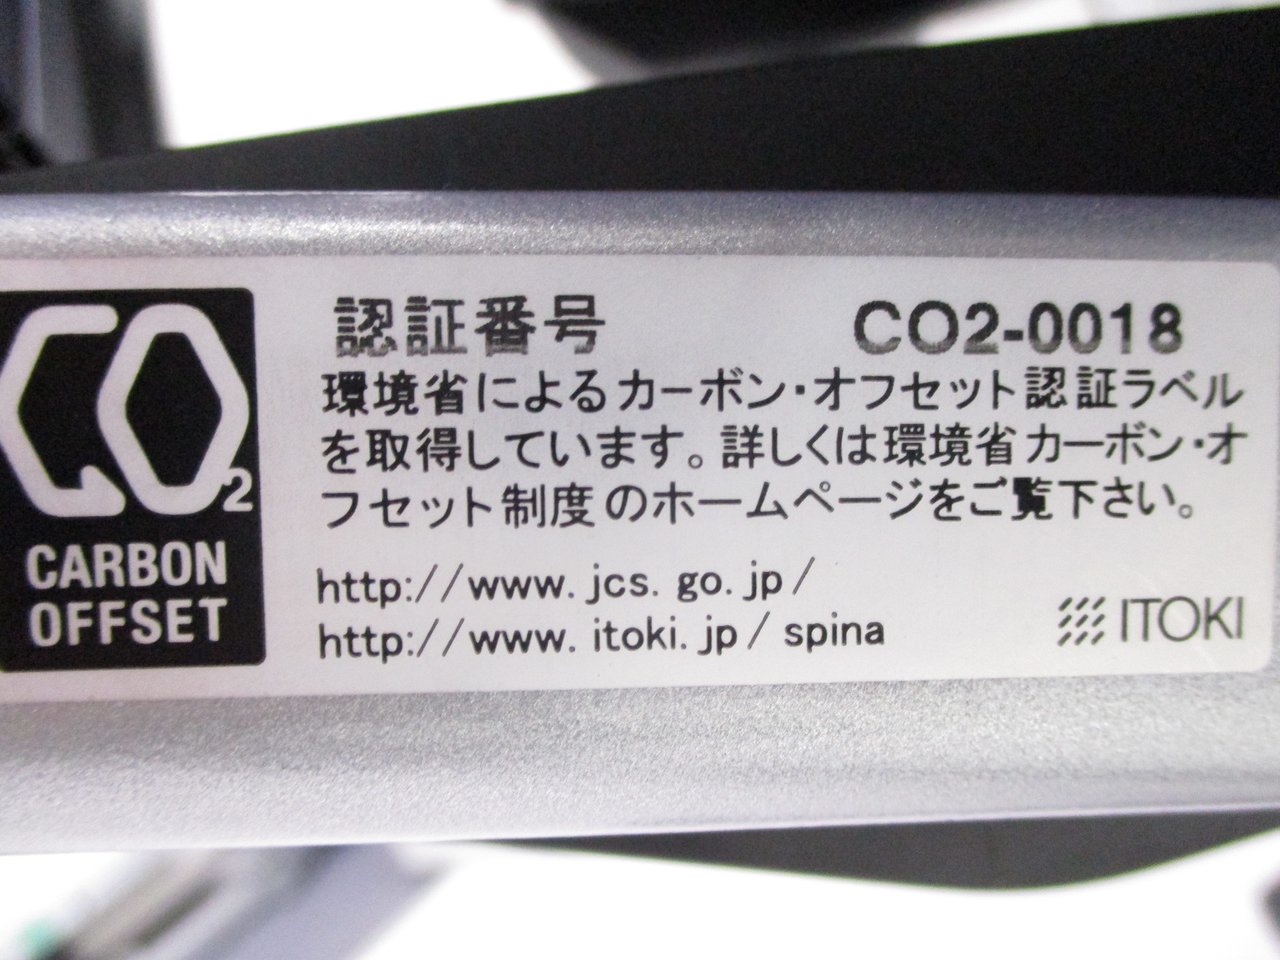 CO2
CARBON
OFFSET
認証番号 CO2-0018
環境省によるカーボン・オフセット認証ラベル
を取得しています。詳しくは環境省カーボン・オ
フセット制度のホームページをご覧下さい。
http://www.jcs.go.jp/
http://www.itoki.jp/spina
ITOKI